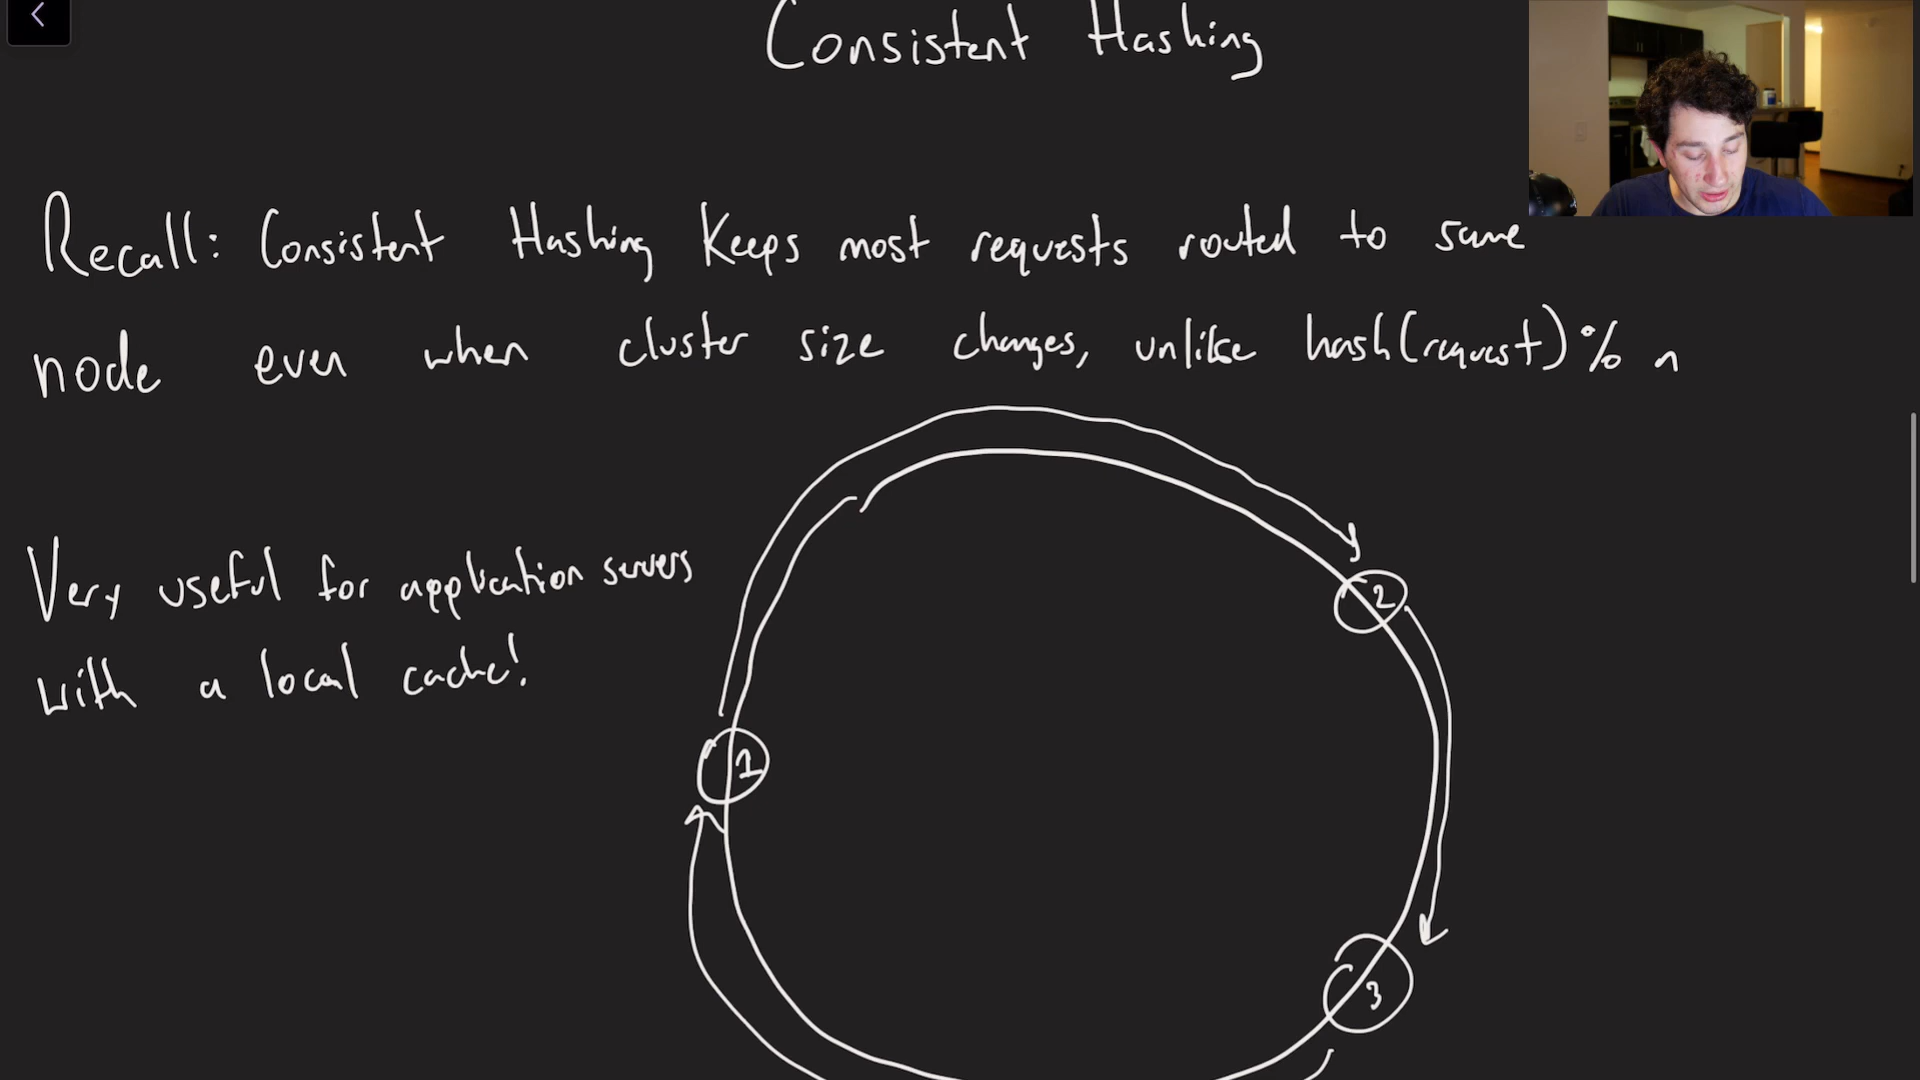 Consistent Hashing
Recall: Consistent Hashing keeps most requests routed to same
node even when cluster size changes, unlike hash(request) % n
Very useful for application servers
with a local cache!
2
1
3